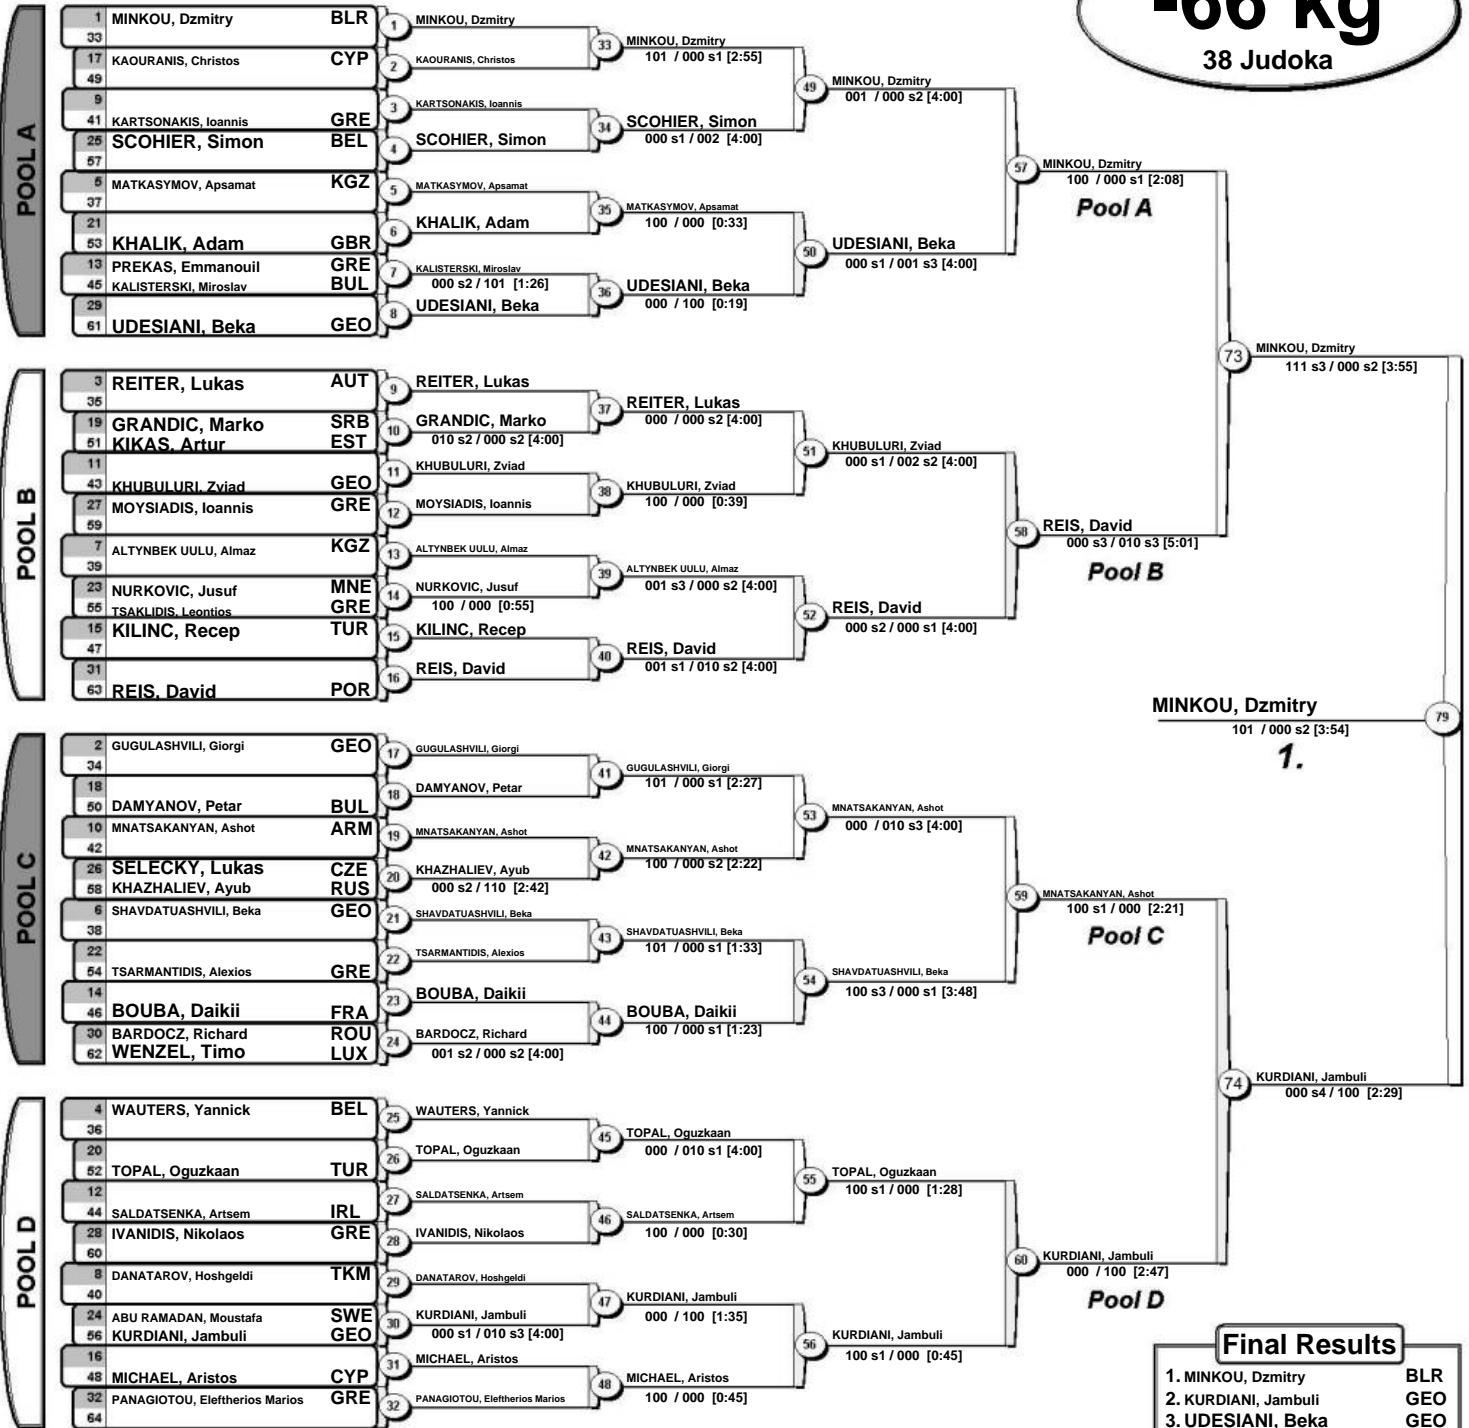 -66 kg
38 Judoka
POOL A
1 MINKOU, Dzmitry BLR
33
17 KAOURANIS, Christos CYP
49
9
41 KARTSONAKIS, Ioannis GRE
25 SCOHIER, Simon BEL
57
5 MATKASYMOV, Apsamat KGZ
37
21
53 KHALIK, Adam GBR
13 PREKAS, Emmanouil GRE
45 KALISTERSKI, Miroslav BUL
29
61 UDESIANI, Beka GEO
1 MINKOU, Dzmitry
2 KAOURANIS, Christos
3 KARTSONAKIS, Ioannis
4 SCOHIER, Simon
5 MATKASYMOV, Apsamat
6 KHALIK, Adam
7 KALISTERSKI, Miroslav
000 s2 / 101 [1:26]
8 UDESIANI, Beka
33 MINKOU, Dzmitry
101 / 000 s1 [2:55]
34 SCOHIER, Simon
000 s1 / 002 [4:00]
35 MATKASYMOV, Apsamat
100 / 000 [0:33]
36 UDESIANI, Beka
000 / 100 [0:19]
49 MINKOU, Dzmitry
001 / 000 s2 [4:00]
50 UDESIANI, Beka
000 s1 / 001 s3 [4:00]
57 MINKOU, Dzmitry
100 / 000 s1 [2:08]
Pool A
POOL B
3 REITER, Lukas AUT
35
19 GRANDIC, Marko SRB
51 KIKAS, Artur EST
11
43 KHUBULURI, Zviad GEO
27 MOYSIADIS, Ioannis GRE
59
7 ALTYNBEK UULU, Almaz KGZ
39
23 NURKOVIC, Jusuf MNE
55 TSAKLIDIS, Leontios GRE
15 KILINC, Recep TUR
47
31
63 REIS, David POR
9 REITER, Lukas
10 GRANDIC, Marko
010 s2 / 000 s2 [4:00]
11 KHUBULURI, Zviad
12 MOYSIADIS, Ioannis
13 ALTYNBEK UULU, Almaz
14 NURKOVIC, Jusuf
100 / 000 [0:55]
15 KILINC, Recep
16 REIS, David
37 REITER, Lukas
000 / 000 s2 [4:00]
38 KHUBULURI, Zviad
100 / 000 [0:39]
39 ALTYNBEK UULU, Almaz
001 s3 / 000 s2 [4:00]
40 REIS, David
001 s1 / 010 s2 [4:00]
51 KHUBULURI, Zviad
000 s1 / 002 s2 [4:00]
52 REIS, David
000 s2 / 000 s1 [4:00]
58 REIS, David
000 s3 / 010 s3 [5:01]
Pool B
73 MINKOU, Dzmitry
111 s3 / 000 s2 [3:55]
MINKOU, Dzmitry 79
101 / 000 s2 [3:54]
1.
POOL C
2 GUGULASHVILI, Giorgi GEO
34
18
50 DAMYANOV, Petar BUL
10 MNATSAKANYAN, Ashot ARM
42
26 SELECKY, Lukas CZE
58 KHAZHALIEV, Ayub RUS
6 SHAVDATUASHVILI, Beka GEO
38
22
54 TSARMANTIDIS, Alexios GRE
14
46 BOUBA, Daikii FRA
30 BARDOCZ, Richard ROU
62 WENZEL, Timo LUX
17 GUGULASHVILI, Giorgi
18 DAMYANOV, Petar
19 MNATSAKANYAN, Ashot
20 KHAZHALIEV, Ayub
000 s2 / 110 [2:42]
21 SHAVDATUASHVILI, Beka
22 TSARMANTIDIS, Alexios
23 BOUBA, Daikii
24 BARDOCZ, Richard
001 s2 / 000 s2 [4:00]
41 GUGULASHVILI, Giorgi
101 / 000 s1 [2:27]
42 MNATSAKANYAN, Ashot
100 / 000 s2 [2:22]
43 SHAVDATUASHVILI, Beka
101 / 000 s1 [1:33]
44 BOUBA, Daikii
100 / 000 s1 [1:23]
53 MNATSAKANYAN, Ashot
000 / 010 s3 [4:00]
54 SHAVDATUASHVILI, Beka
100 s3 / 000 s1 [3:48]
59 MNATSAKANYAN, Ashot
100 s1 / 000 [2:21]
Pool C
POOL D
4 WAUTERS, Yannick BEL
36
20
52 TOPAL, Oguzkaan TUR
12
44 SALDATSENKA, Artsem IRL
28 IVANIDIS, Nikolaos GRE
60
8 DANATAROV, Hoshgeldi TKM
40
24 ABU RAMADAN, Moustafa SWE
56 KURDIANI, Jambuli GEO
16
48 MICHAEL, Aristos CYP
32 PANAGIOTOU, Eleftherios Marios GRE
64
25 WAUTERS, Yannick
26 TOPAL, Oguzkaan
27 SALDATSENKA, Artsem
28 IVANIDIS, Nikolaos
29 DANATAROV, Hoshgeldi
30 KURDIANI, Jambuli
000 s1 / 010 s3 [4:00]
31 MICHAEL, Aristos
32 PANAGIOTOU, Eleftherios Marios
45 TOPAL, Oguzkaan
000 / 010 s1 [4:00]
46 SALDATSENKA, Artsem
100 / 000 [0:30]
47 KURDIANI, Jambuli
000 / 100 [1:35]
48 MICHAEL, Aristos
100 / 000 [0:45]
55 TOPAL, Oguzkaan
100 s1 / 000 [1:28]
56 KURDIANI, Jambuli
100 s1 / 000 [0:45]
60 KURDIANI, Jambuli
000 / 100 [2:47]
Pool D
74 KURDIANI, Jambuli
000 s4 / 100 [2:29]
Final Results
1. MINKOU, Dzmitry BLR
2. KURDIANI, Jambuli GEO
3. UDESIANI, Beka GEO